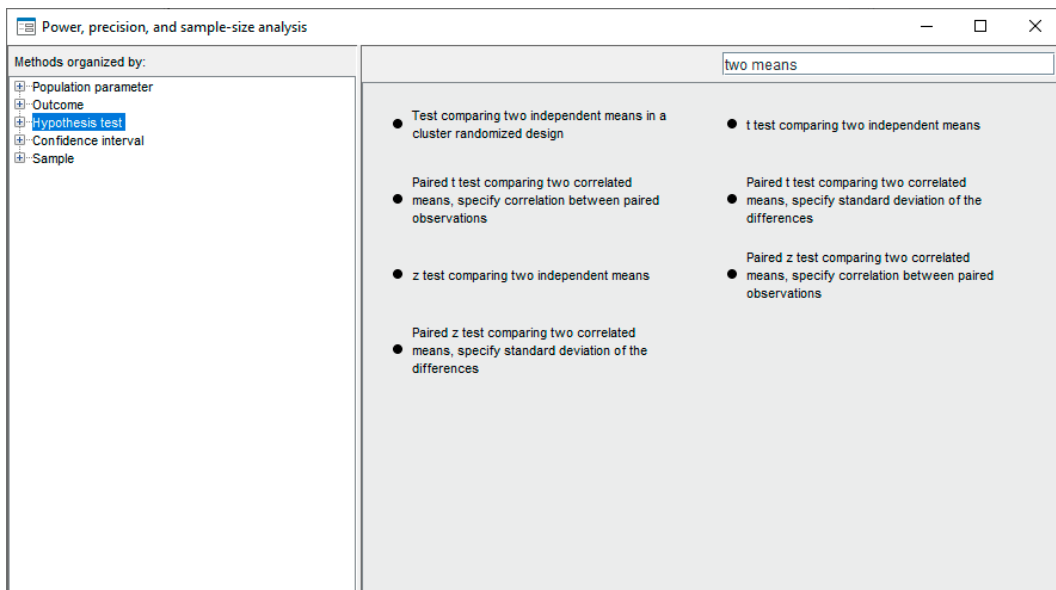 Power, precision, and sample-size analysis
Methods organized by:
two means
Population parameter
Outcome
Hypothesis test
Confidence interval
Sample
Test comparing two independent means in a
cluster randomized design
t test comparing two independent means
Paired t test comparing two correlated
means, specify correlation between paired
observations
Paired t test comparing two correlated
means, specify standard deviation of the
differences
z test comparing two independent means
Paired z test comparing two correlated
means, specify correlation between paired
observations
Paired z test comparing two correlated
means, specify standard deviation of the
differences